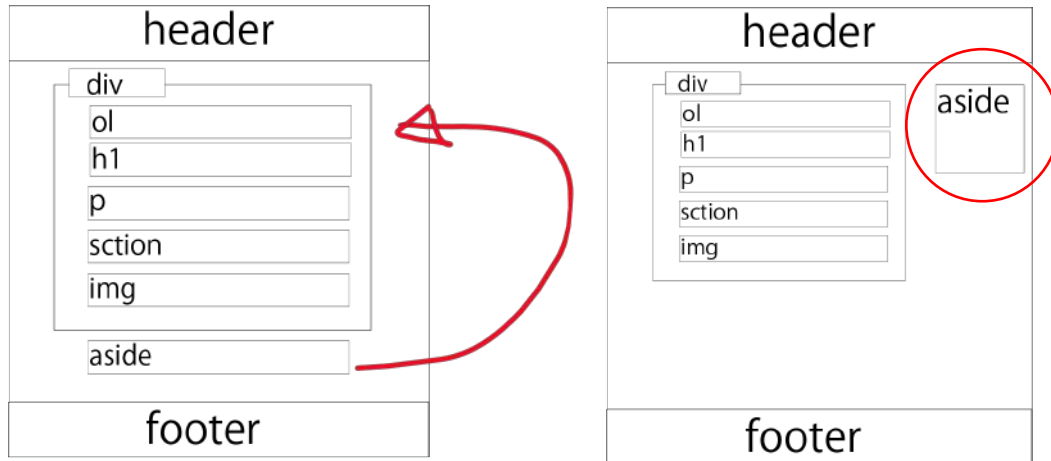 header
div
ol
h1
p
sction
img
aside
footer
header
div
ol
h1
p
sction
img
aside
footer